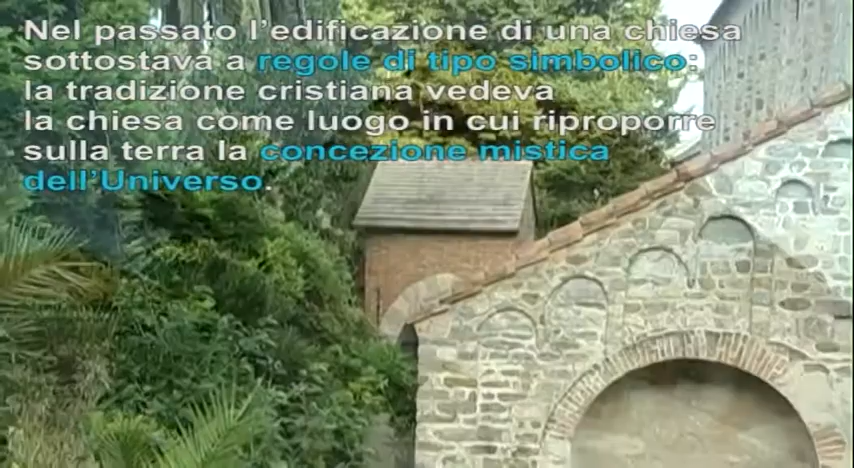 Nel passato l'edificazione di una chiesa
sottostava a regole di tipo simbolico:
la tradizione cristiana vedeva
la chiesa come luogo in cui riproporre
sulla terra la concezione mistica
dell'Universo.